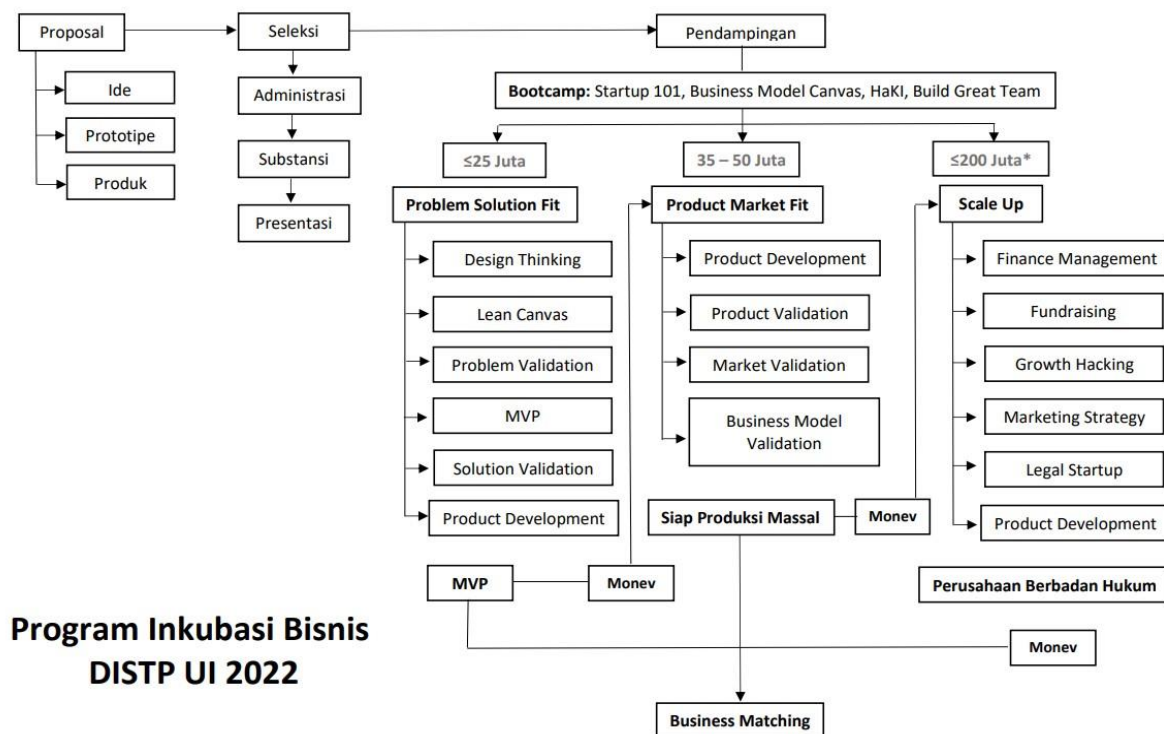 Proposal
Seleksi
Pendampingan
Ide
Prototipe
Produk
Administrasi
Substansi
Presentasi
Bootcamp: Startup 101, Business Model Canvas, HaKI, Build Great Team
≤25 Juta
35 – 50 Juta
≤200 Juta*
Problem Solution Fit
Design Thinking
Lean Canvas
Problem Validation
MVP
Solution Validation
Product Development
MVP
Monev
Product Market Fit
Product Development
Product Validation
Market Validation
Business Model
Validation
Siap Produksi Massal
Monev
Scale Up
Finance Management
Fundraising
Growth Hacking
Marketing Strategy
Legal Startup
Product Development
Perusahaan Berbadan Hukum
Monev
Business Matching
Program Inkubasi Bisnis
DISTP UI 2022